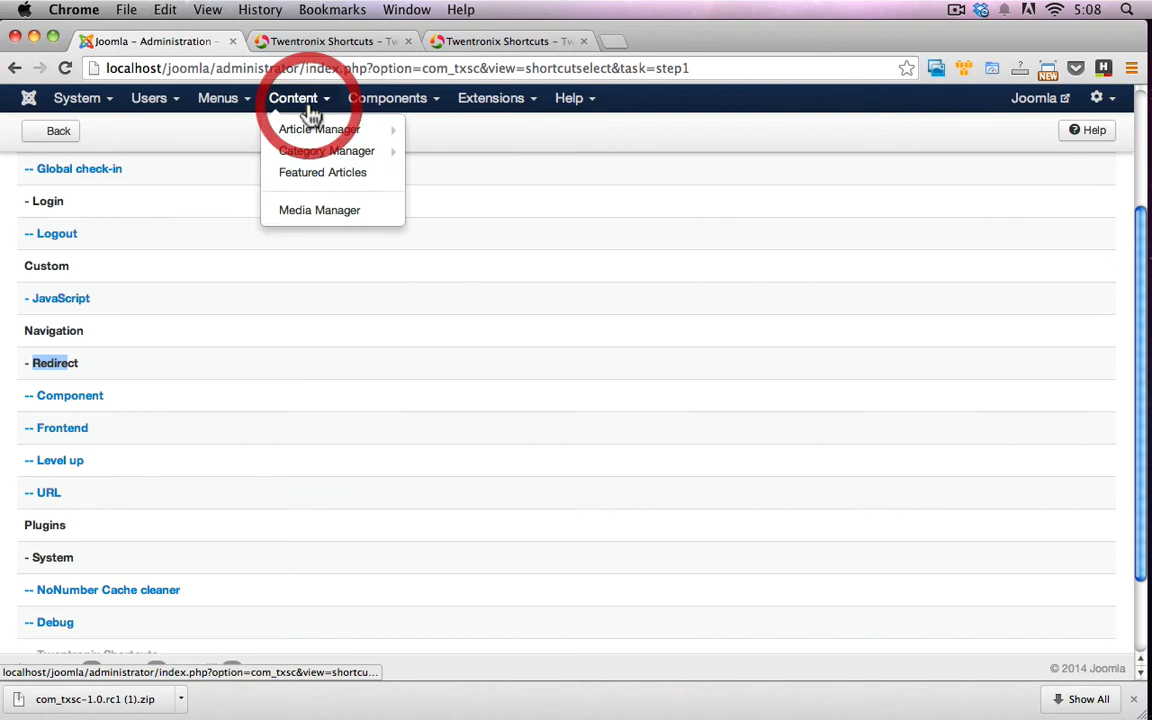 Chrome File Edit View History Bookmarks Window Help 5:08
Joomla - Administration - Twentronix Shortcuts – Tw Twentronix Shortcuts – Tw
localhost/joomla/administrator/index.php?option=com_txsc&view=shortcutselect&task=step1
NEW
System Users Menus Content Components Extensions Help Joomla
Back Help
Article Manager
Category Manager
Featured Articles
Media Manager
-- Global check-in
- Login
-- Logout
Custom
- JavaScript
Navigation
- Redirect
-- Component
-- Frontend
-- Level up
-- URL
Plugins
- System
-- NoNumber Cache cleaner
-- Debug
-- Twentronix Shortcuts
localhost/joomla/administrator/index.php?option=com_txsc&view=shortcu...
© 2014 Joomla
com_txsc-1.0.rc1 (1).zip Show All